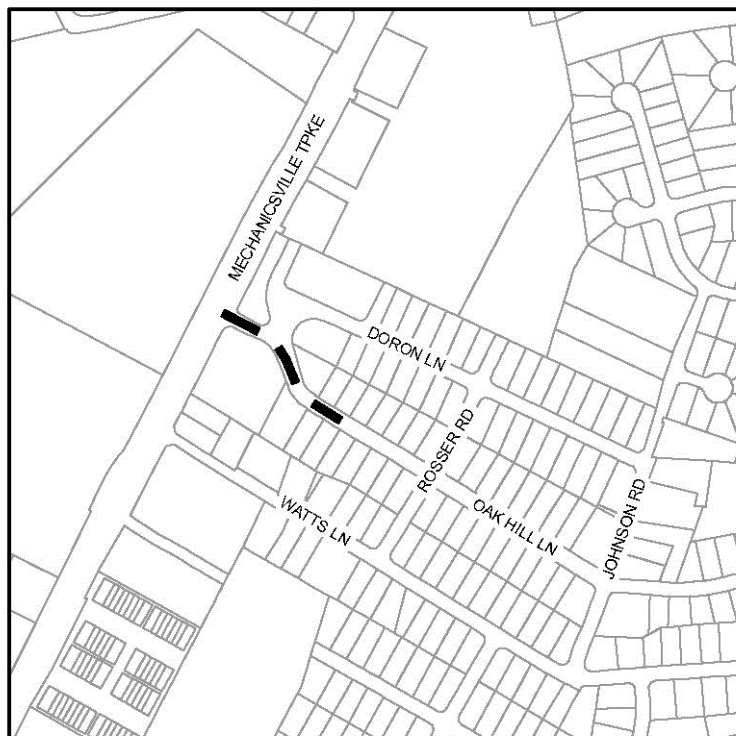 MECHANICSVILLE TPKE
DORON LN
ROSSER RD
OAK HILL LN
WATTS LN
JOHNSON RD